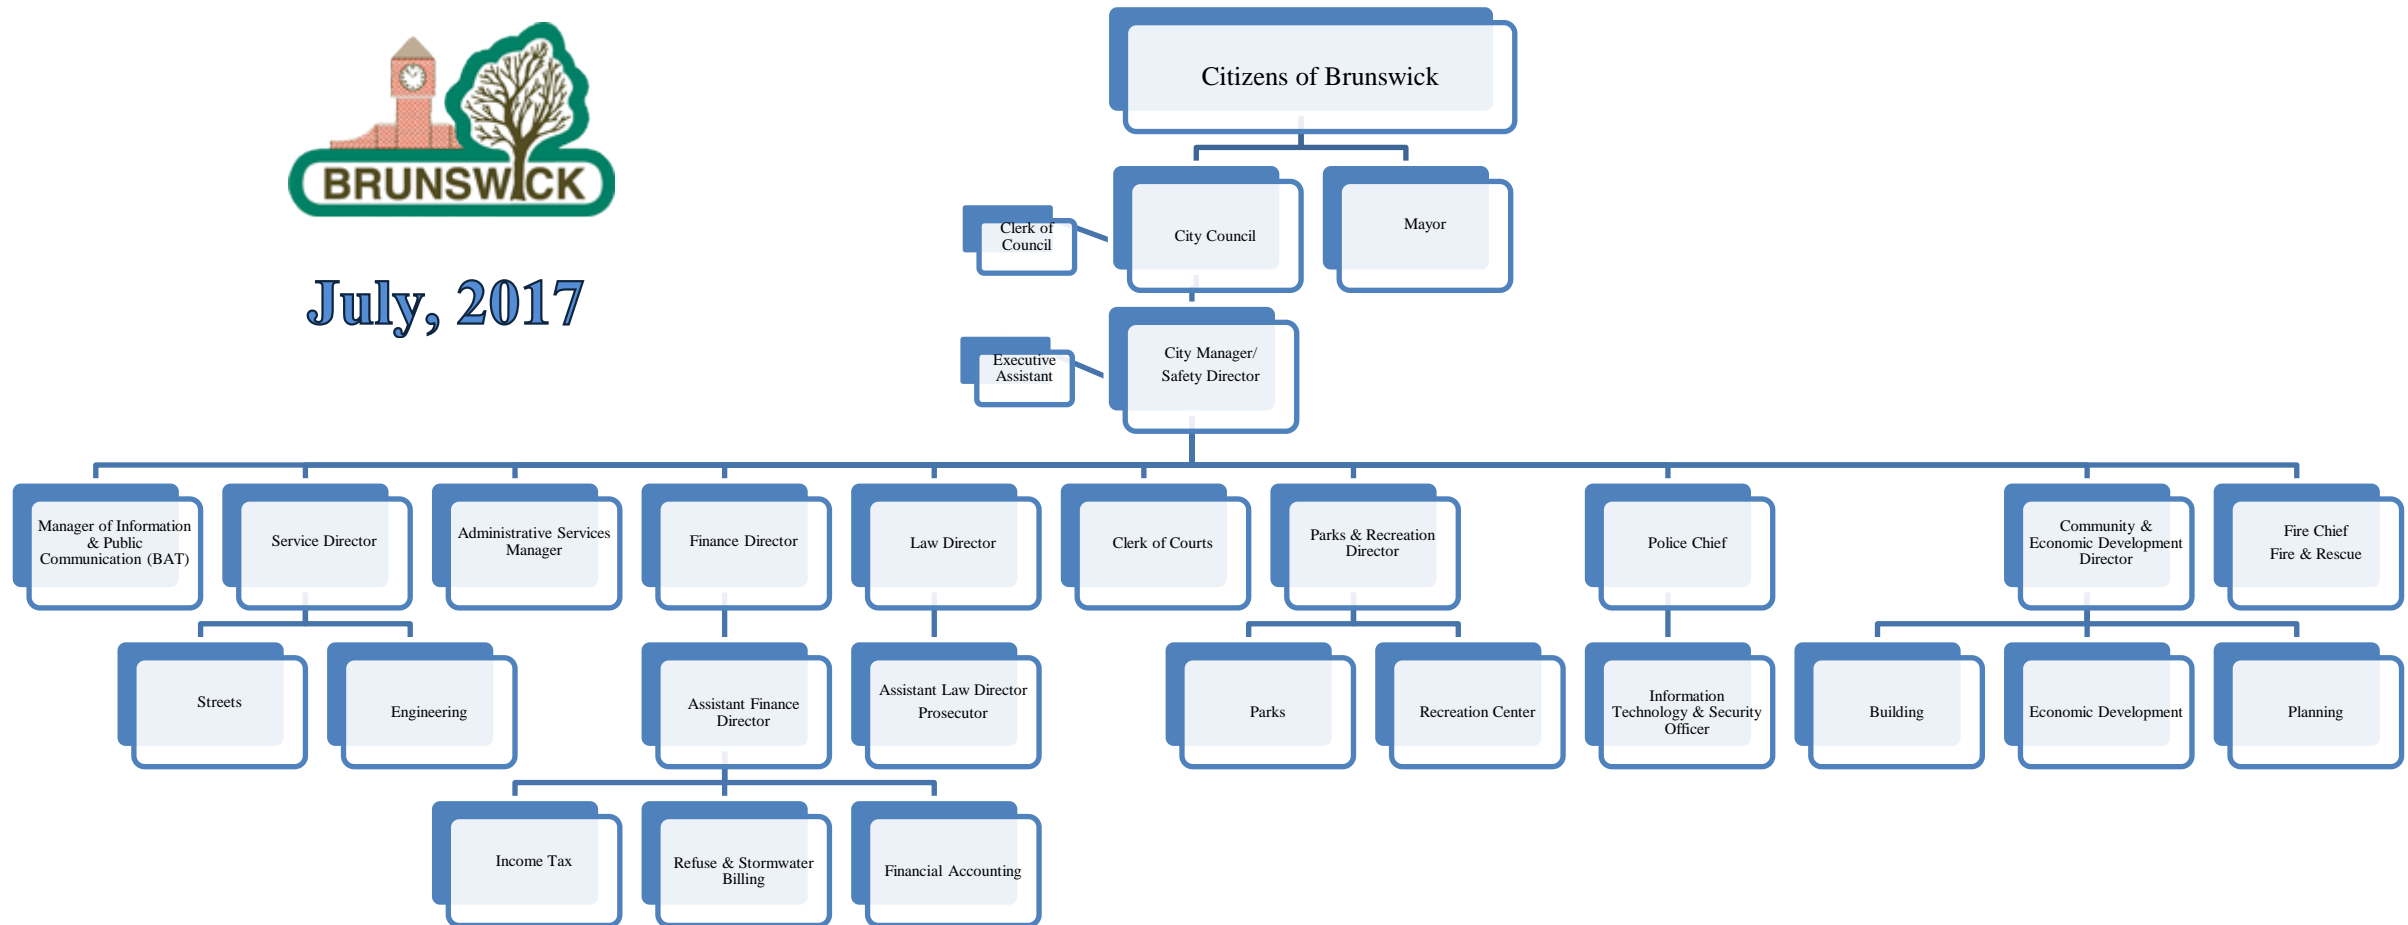 BRUNSWICK
July, 2017
Citizens of Brunswick
Clerk of
Council
City Council
Mayor
Executive
Assistant
City Manager/
Safety Director
Manager of Information
& Public
Communication (BAT)
Service Director
Administrative Services
Manager
Finance Director
Law Director
Clerk of Courts
Parks & Recreation
Director
Police Chief
Community &
Economic Development
Director
Fire Chief
Fire & Rescue
Streets
Engineering
Assistant Finance
Director
Assistant Law Director
Prosecutor
Parks
Recreation Center
Information
Technology & Security
Officer
Building
Economic Development
Planning
Income Tax
Refuse & Stormwater
Billing
Financial Accounting